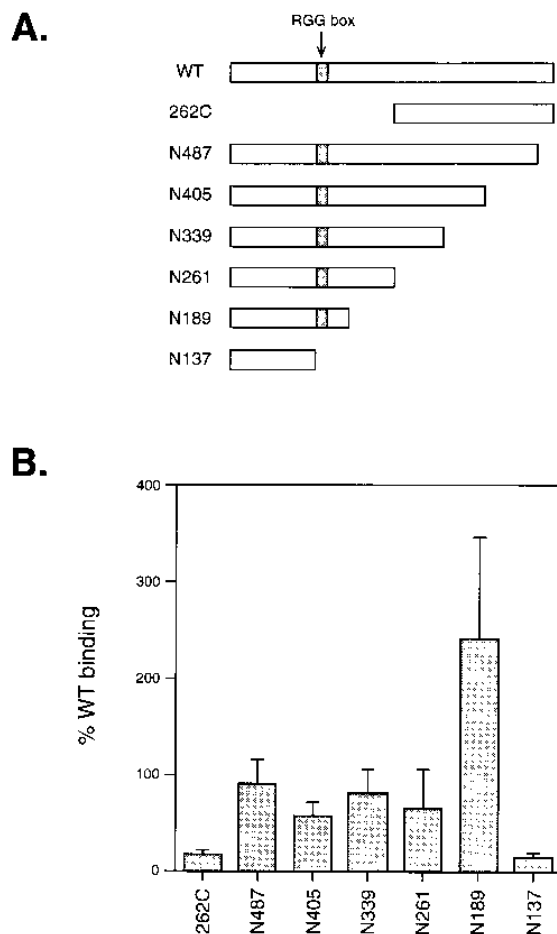 A.
RGG box
WT
262C
N487
N405
N339
N261
N189
N137
B.
400
300
200
100
0
% WT binding
262C
N487
N405
N339
N261
N189
N137